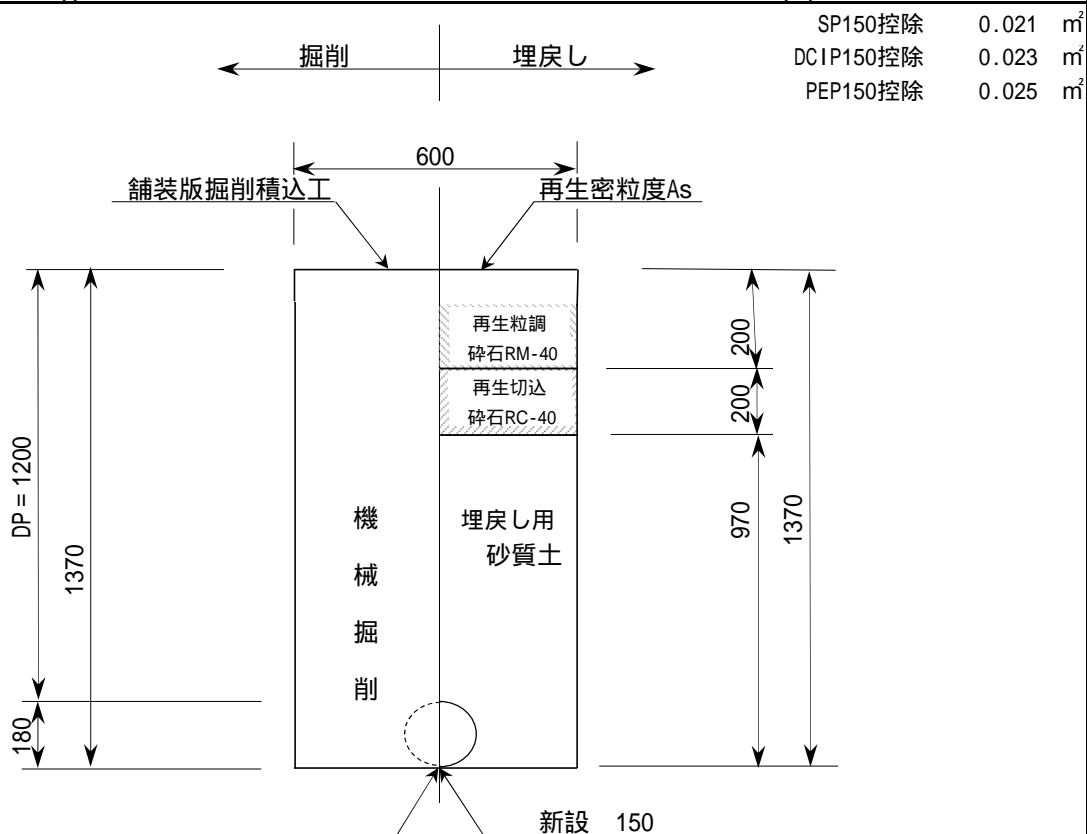 SP150控除 0.021 ㎡
DCIP150控除 0.023 ㎡
PEP150控除 0.025 ㎡
掘削 埋戻し
600
舗装版掘削積込工 再生密粒度As
再生粒調
砕石RM-40
再生切込
砕石RC-40
200
200
970
1370
DP=1200
1370
180
機械掘削
埋戻し用
砂質土
新設 150